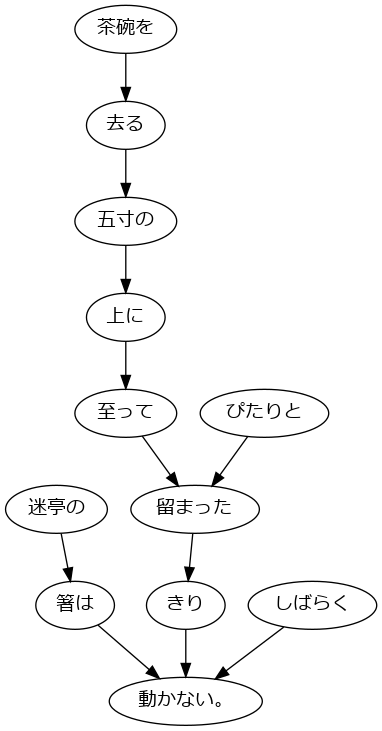 茶碗を
去る
五寸の
上に
至って
ぴたりと
迷亭の
留まった
箸は
きり
しばらく
動かない。